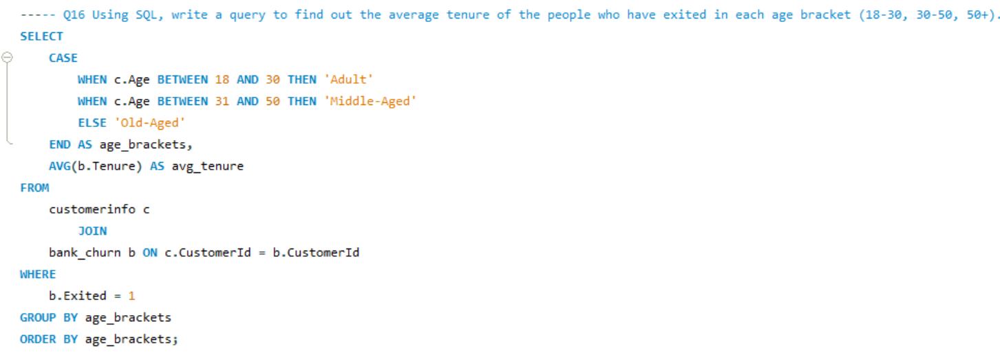 ----- Q16 Using SQL, write a query to find out the average tenure of the people who have exited in each age bracket (18-30, 30-50, 50+).
SELECT
CASE
WHEN c.Age BETWEEN 18 AND 30 THEN 'Adult'
WHEN c.Age BETWEEN 31 AND 50 THEN 'Middle-Aged'
ELSE 'Old-Aged'
END AS age_brackets,
AVG(b.Tenure) AS avg_tenure
FROM
customerinfo c
JOIN
bank_churn b ON c.CustomerId = b.CustomerId
WHERE
b.Exited = 1
GROUP BY age_brackets
ORDER BY age_brackets;